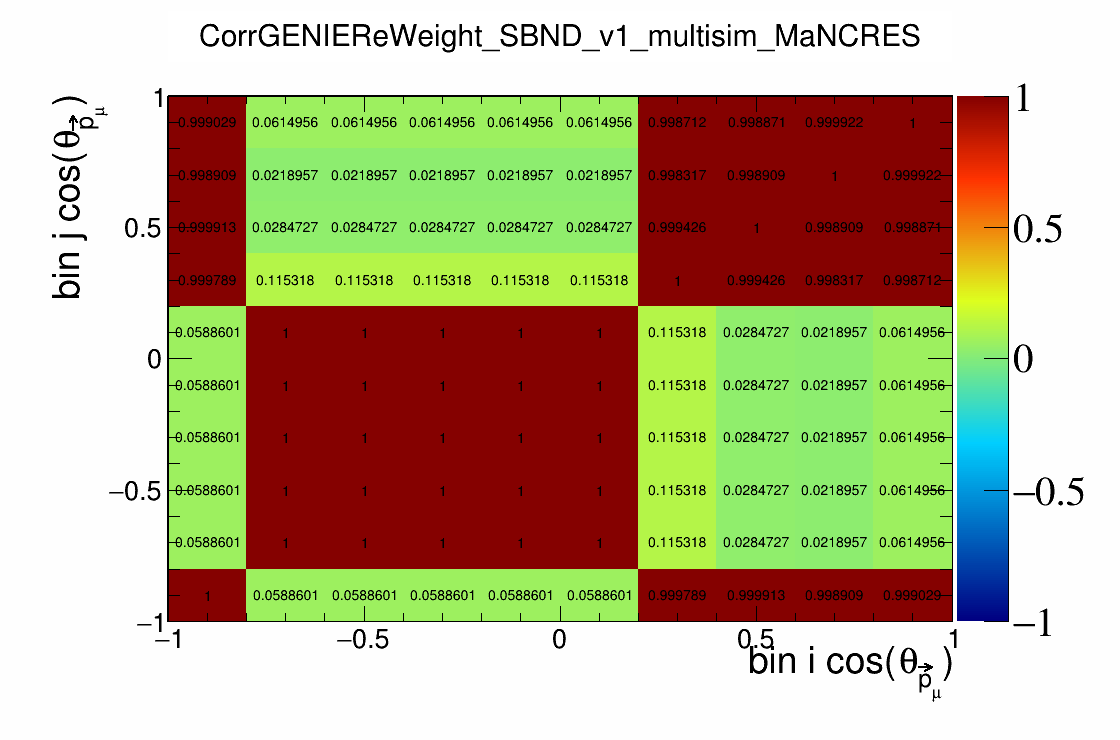 CorrGENIEReWeight_SBND_v1_multisim_MaNCRES
bin j cos(θ_p⃗_μ)
1
0.5
0
−0.5
−1
0.999029 0.0614956 0.0614956 0.0614956 0.0614956 0.0614956 0.998712 0.998871 0.999922 1
0.998909 0.0218957 0.0218957 0.0218957 0.0218957 0.0218957 0.998317 0.998909 1 0.999922
0.999913 0.0284727 0.0284727 0.0284727 0.0284727 0.0284727 0.999426 1 0.998909 0.998871
0.999789 0.115318 0.115318 0.115318 0.115318 0.115318 1 0.999426 0.998317 0.998712
0.0588601 1 1 1 1 1 0.115318 0.0284727 0.0218957 0.0614956
0.0588601 1 1 1 1 1 0.115318 0.0284727 0.0218957 0.0614956
0.0588601 1 1 1 1 1 0.115318 0.0284727 0.0218957 0.0614956
0.0588601 1 1 1 1 1 0.115318 0.0284727 0.0218957 0.0614956
0.0588601 1 1 1 1 1 0.115318 0.0284727 0.0218957 0.0614956
1 0.0588601 0.0588601 0.0588601 0.0588601 0.0588601 0.999789 0.999913 0.998909 0.999029
−1 −0.5 0 0.5 1
bin i cos(θ_p⃗_μ)
1
0.5
0
−0.5
−1